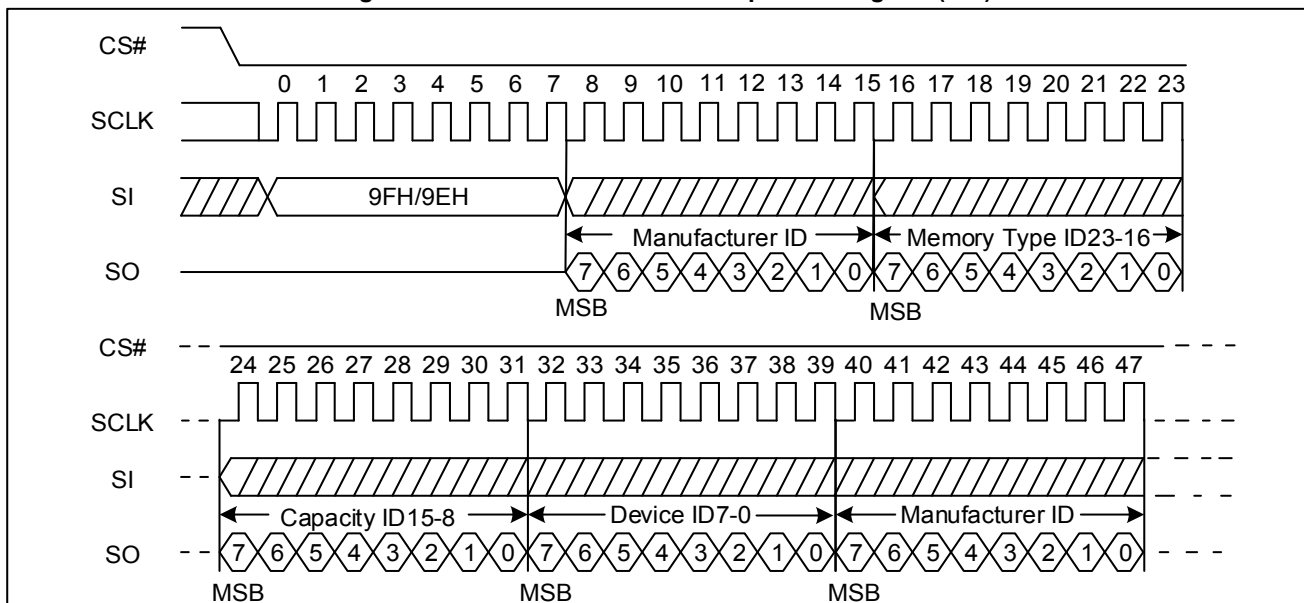 CS#
0 1 2 3 4 5 6 7 8 9 10 11 12 13 14 15 16 17 18 19 20 21 22 23
SCLK
SI 9FH/9EH
Manufacturer ID Memory Type ID23-16
SO 7 6 5 4 3 2 1 0 7 6 5 4 3 2 1 0
MSB MSB
CS#
24 25 26 27 28 29 30 31 32 33 34 35 36 37 38 39 40 41 42 43 44 45 46 47
SCLK
SI
Capacity ID15-8 Device ID7-0 Manufacturer ID
SO 7 6 5 4 3 2 1 0 7 6 5 4 3 2 1 0 7 6 5 4 3 2 1 0
MSB MSB MSB